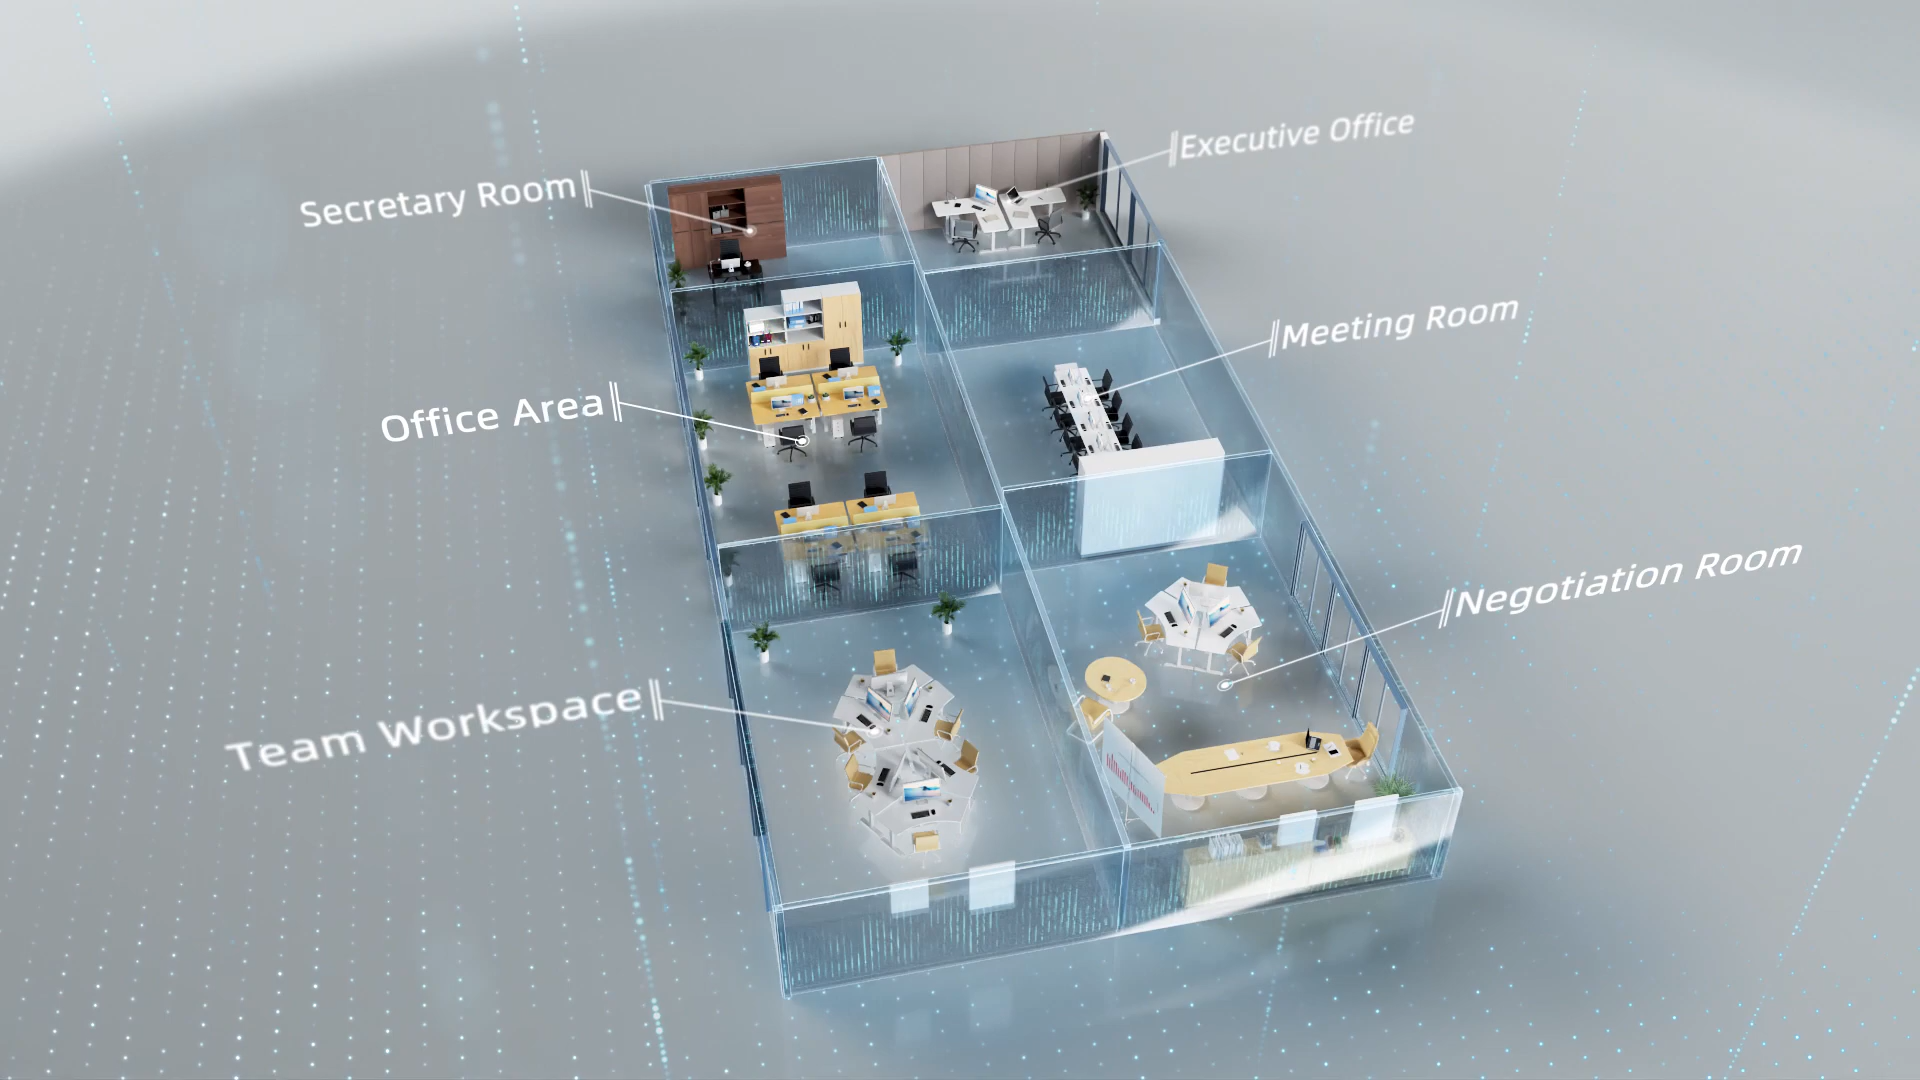 Executive Office
Secretary Room
Meeting Room
Office Area
Negotiation Room
Team Workspace